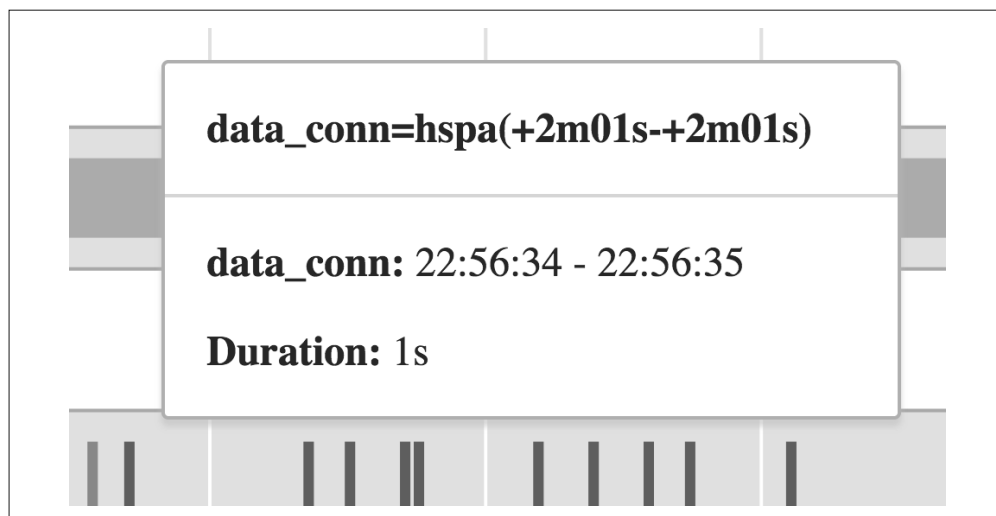 data_conn=hspa(+2m01s-+2m01s)
data_conn: 22:56:34 - 22:56:35
Duration: 1s